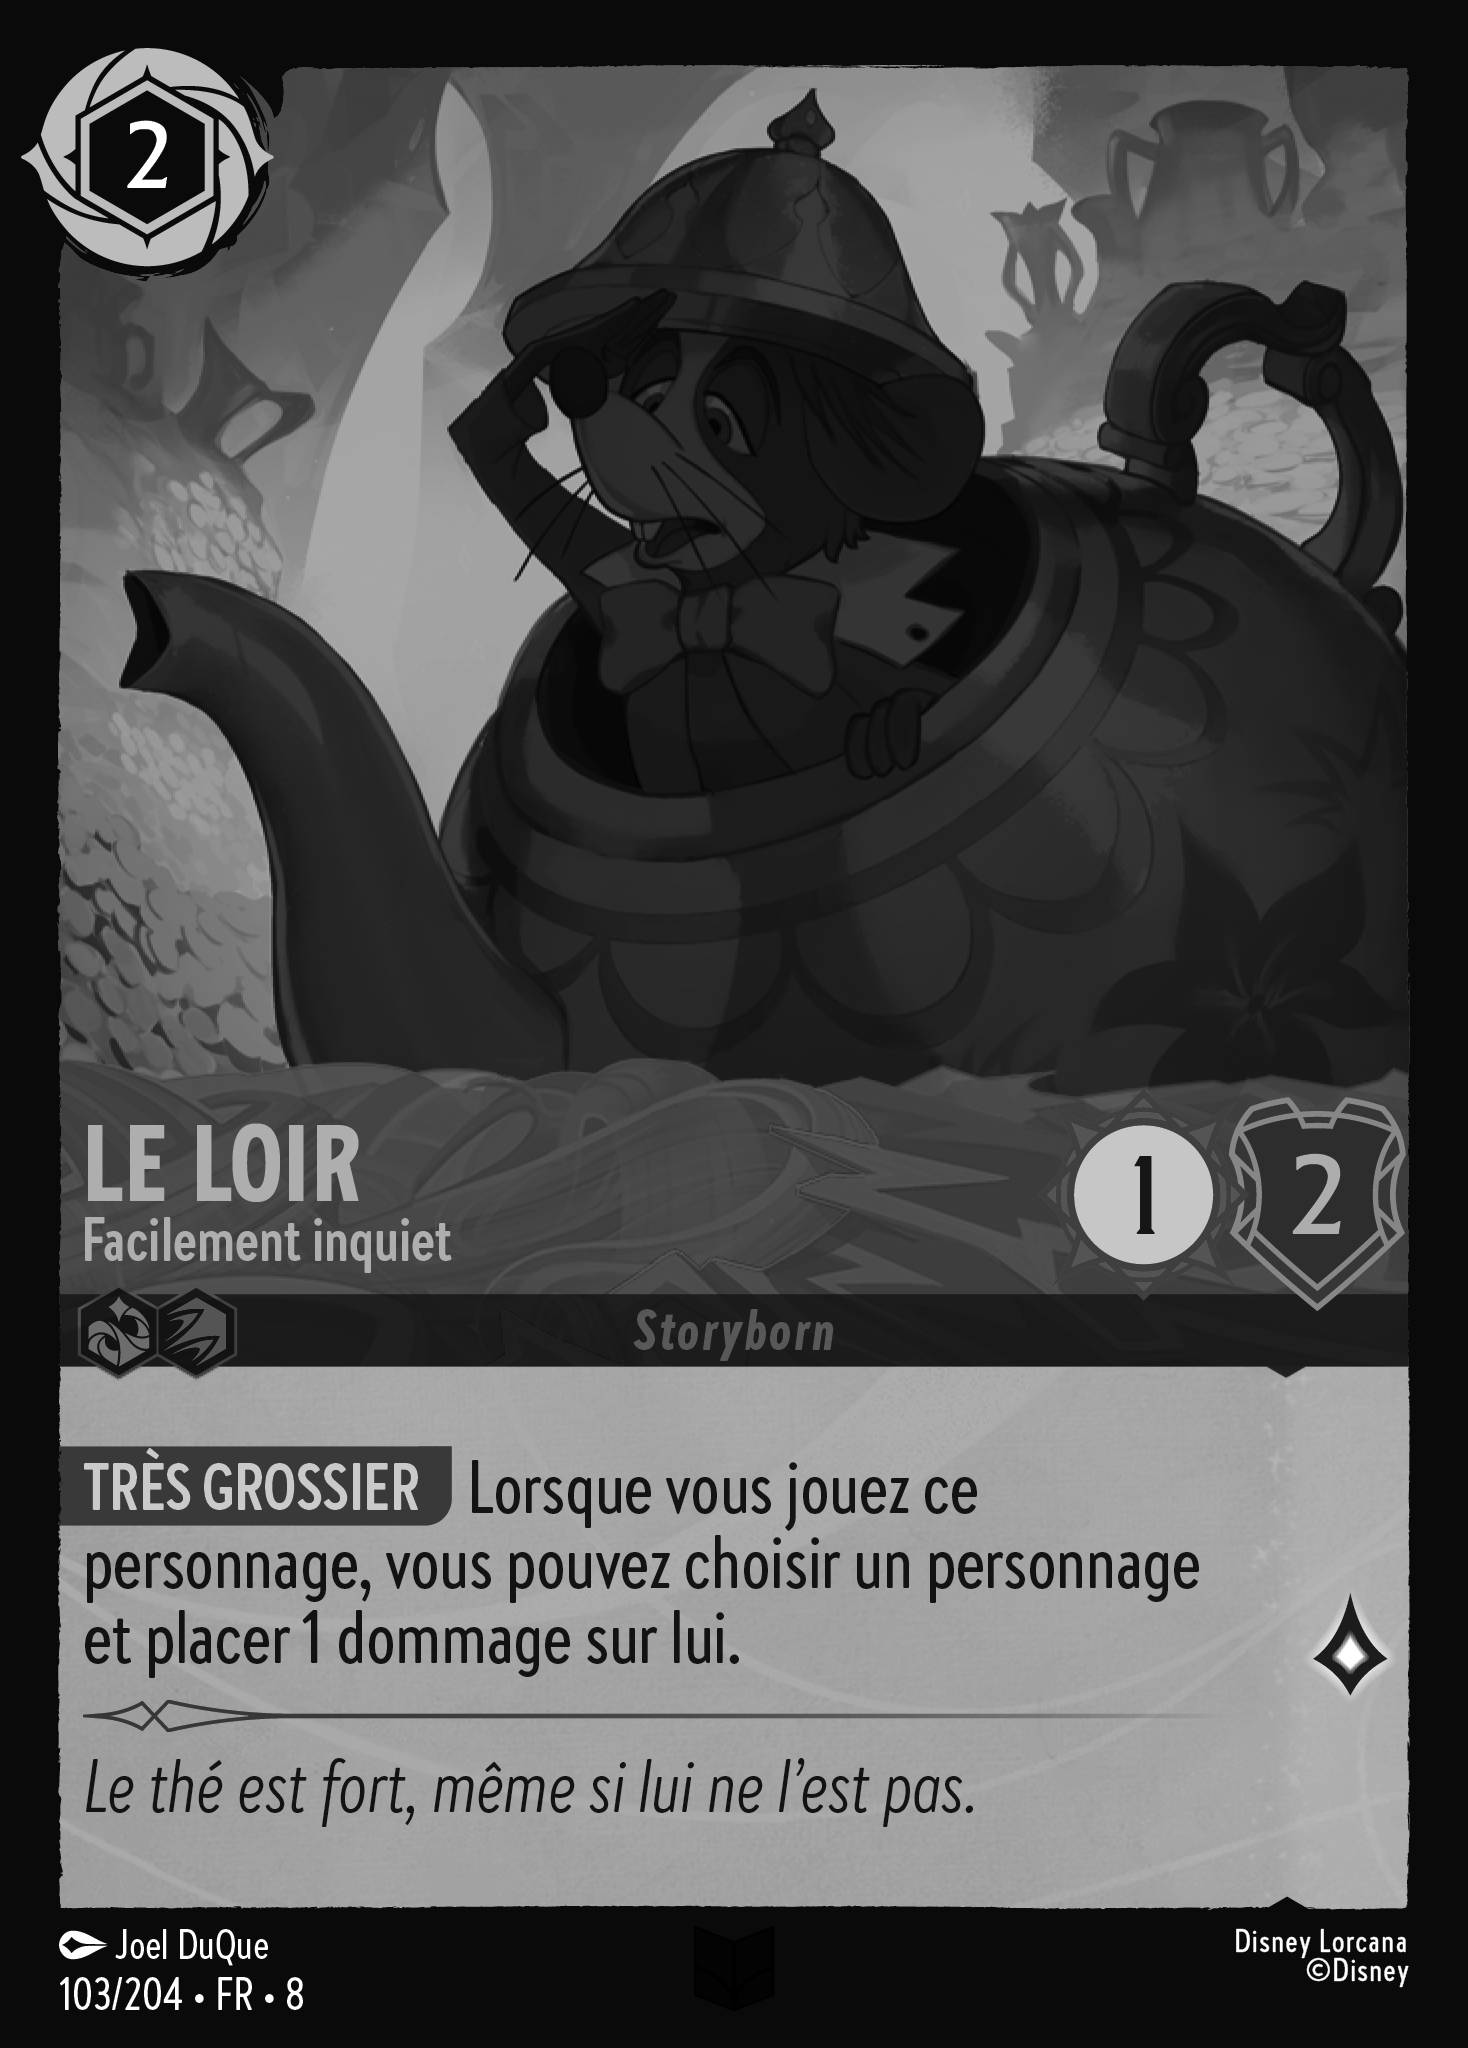 2
LE LOIR
Facilement inquiet
1
2
Storyborn
TRÈS GROSSIER Lorsque vous jouez ce
personnage, vous pouvez choisir un personnage
et placer 1 dommage sur lui.
Le thé est fort, même si lui ne l’est pas.
Joel DuQue
103/204 • FR • 8
Disney Lorcana
©Disney